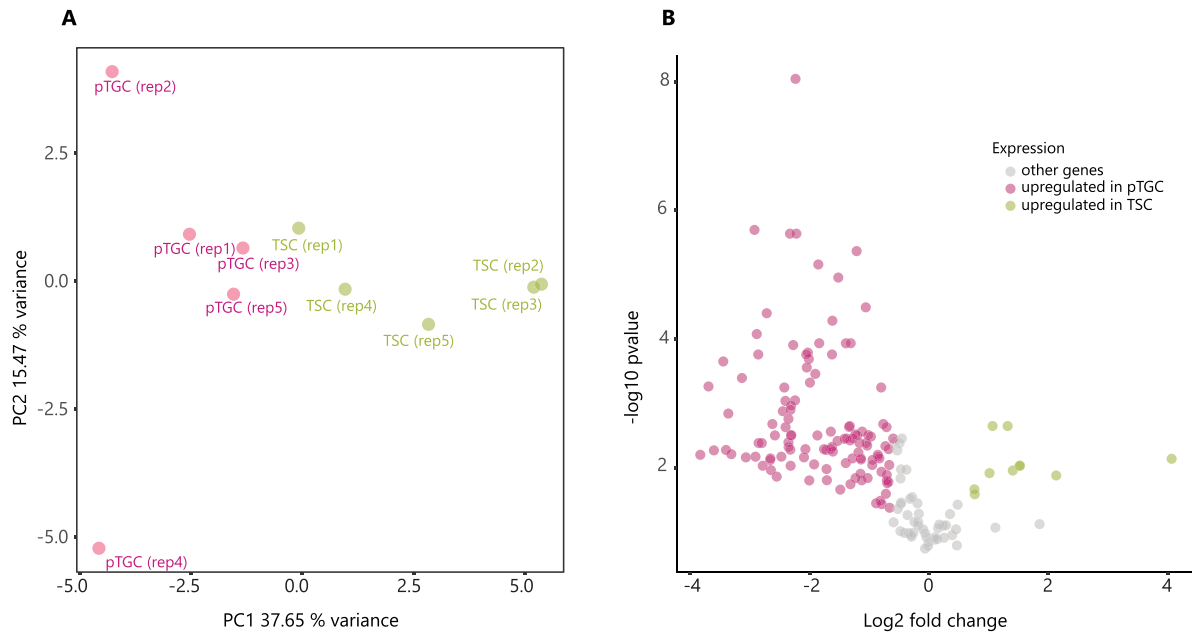 A
pTGC (rep2)
pTGC (rep1)
pTGC (rep3)
pTGC (rep5)
pTGC (rep4)
TSC (rep1)
TSC (rep4)
TSC (rep2)
TSC (rep3)
TSC (rep5)
2.5
0.0
-2.5
-5.0
PC2 15.47 % variance
-5.0
-2.5
0.0
2.5
5.0
PC1 37.65 % variance
B
Expression
other genes
upregulated in pTGC
upregulated in TSC
8
6
4
2
-log10 pvalue
-4
-2
0
2
4
Log2 fold change